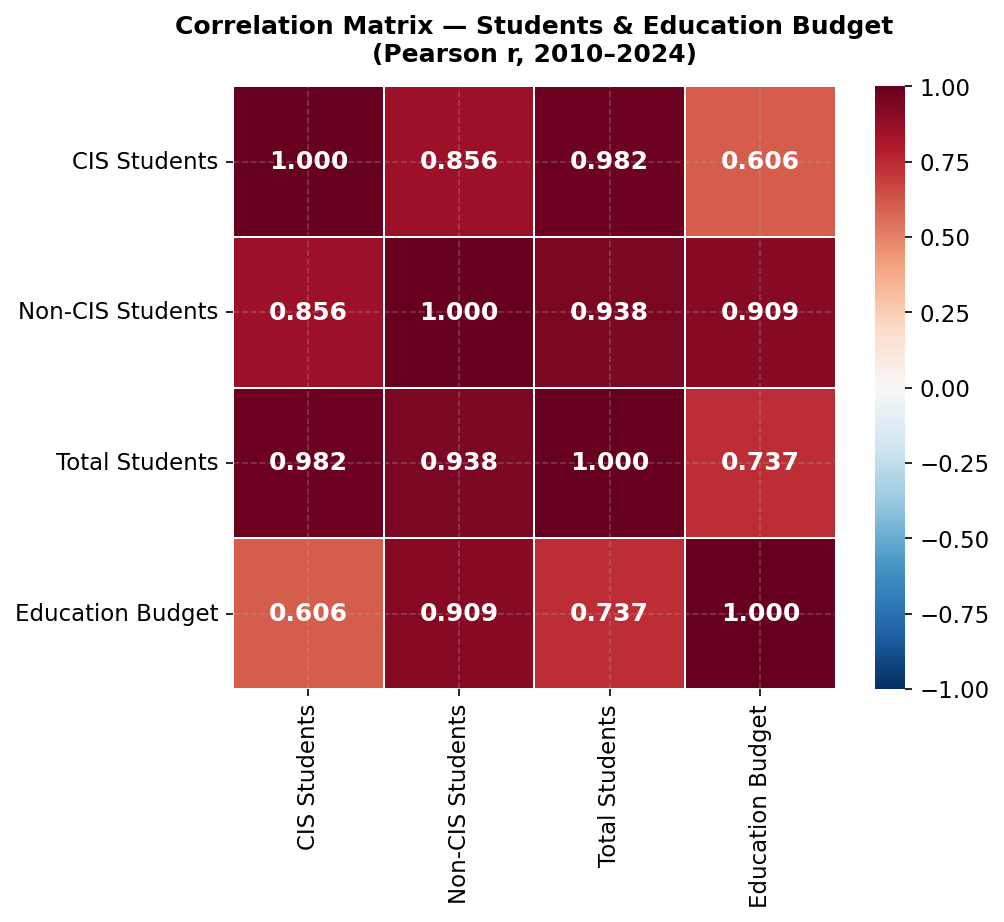 Correlation Matrix — Students & Education Budget
(Pearson r, 2010–2024)
CIS Students
1.000 0.856 0.982 0.606
Non-CIS Students
0.856 1.000 0.938 0.909
Total Students
0.982 0.938 1.000 0.737
Education Budget
0.606 0.909 0.737 1.000
CIS Students
Non-CIS Students
Total Students
Education Budget
1.00
0.75
0.50
0.25
0.00
−0.25
−0.50
−0.75
−1.00